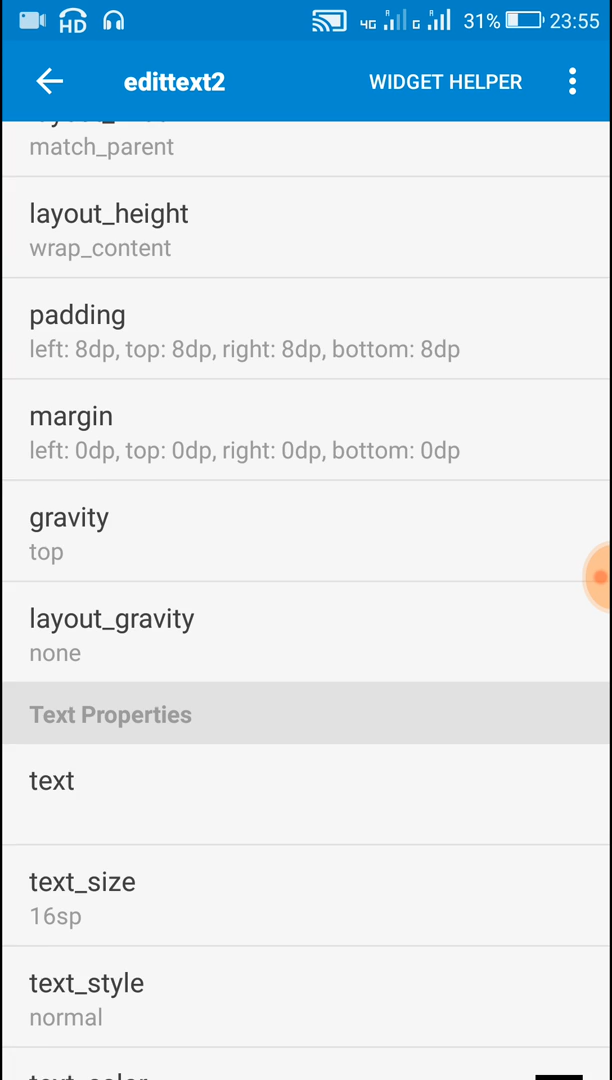 HD 4G R G R 31% 23:55
edittext2 WIDGET HELPER
match_parent
layout_height
wrap_content
padding
left: 8dp, top: 8dp, right: 8dp, bottom: 8dp
margin
left: 0dp, top: 0dp, right: 0dp, bottom: 0dp
gravity
top
layout_gravity
none
Text Properties
text
text_size
16sp
text_style
normal